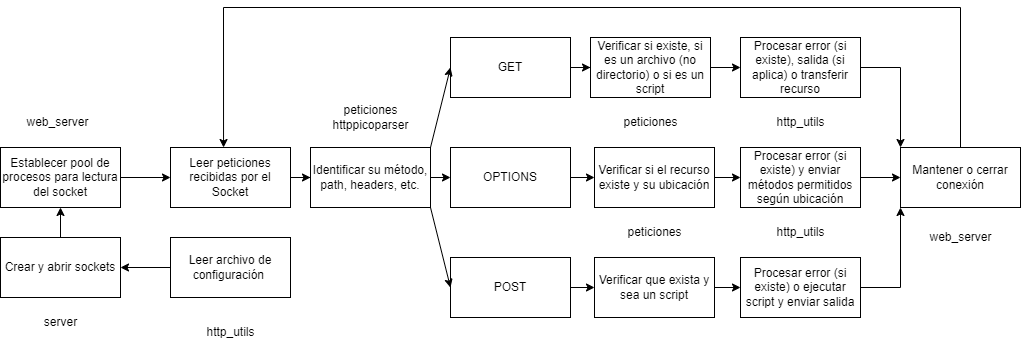 GET
Verificar si existe, si
es un archivo (no
directorio) o si es un
script
Procesar error (si
existe), salida (si
aplica) o transferir
recurso
peticiones
httppicoparser
web_server
peticiones
http_utils
Establecer pool de
procesos para lectura
del socket
Leer peticiones
recibidas por el
Socket
Identificar su método,
path, headers, etc.
OPTIONS
Verificar si el recurso
existe y su ubicación
Procesar error (si
existe) y enviar
métodos permitidos
según ubicación
Mantener o cerrar
conexión
peticiones
http_utils
web_server
Crear y abrir sockets
Leer archivo de
configuración
POST
Verificar que exista y
sea un script
Procesar error (si
existe) o ejecutar
script y enviar salida
server
http_utils